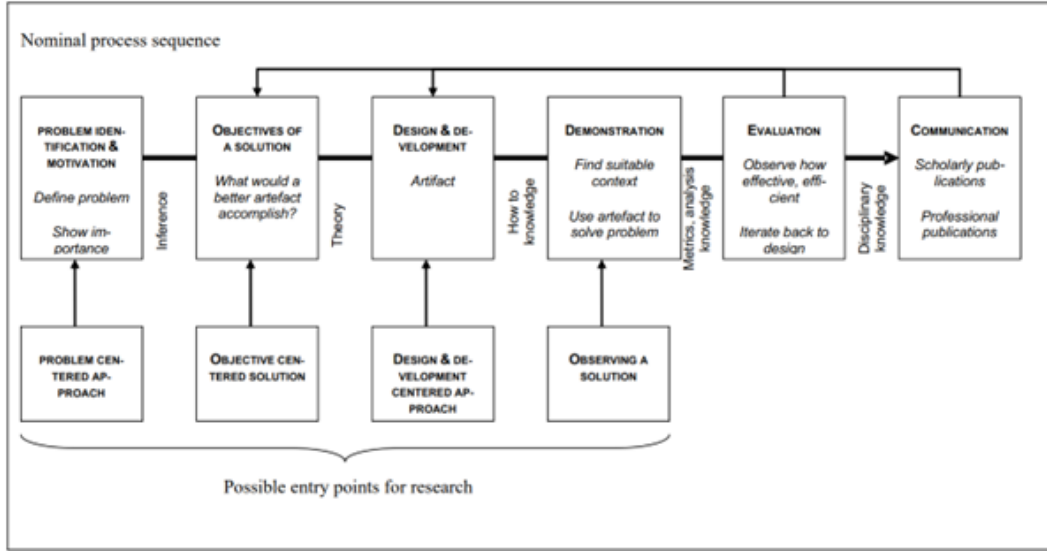 Nominal process sequence
PROBLEM IDEN-
TIFICATION &
MOTIVATION
Define problem
Show im-
portance
Inference
OBJECTIVES OF
A SOLUTION
What would a
better artefact
accomplish?
Theory
DESIGN & DE-
VELOPMENT
Artifact
How to
knowledge
DEMONSTRATION
Find suitable
context
Use artefact to
solve problem
Metrics, analysis
knowledge
EVALUATION
Observe how
effective, effi-
cient
Iterate back to
design
Disciplinary
knowledge
COMMUNICATION
Scholarly pub-
lications
Professional
publications
PROBLEM CEN-
TERED AP-
PROACH
OBJECTIVE CEN-
TERED SOLUTION
DESIGN & DE-
VELOPMENT
CENTERED AP-
PROACH
OBSERVING A
SOLUTION
Possible entry points for research